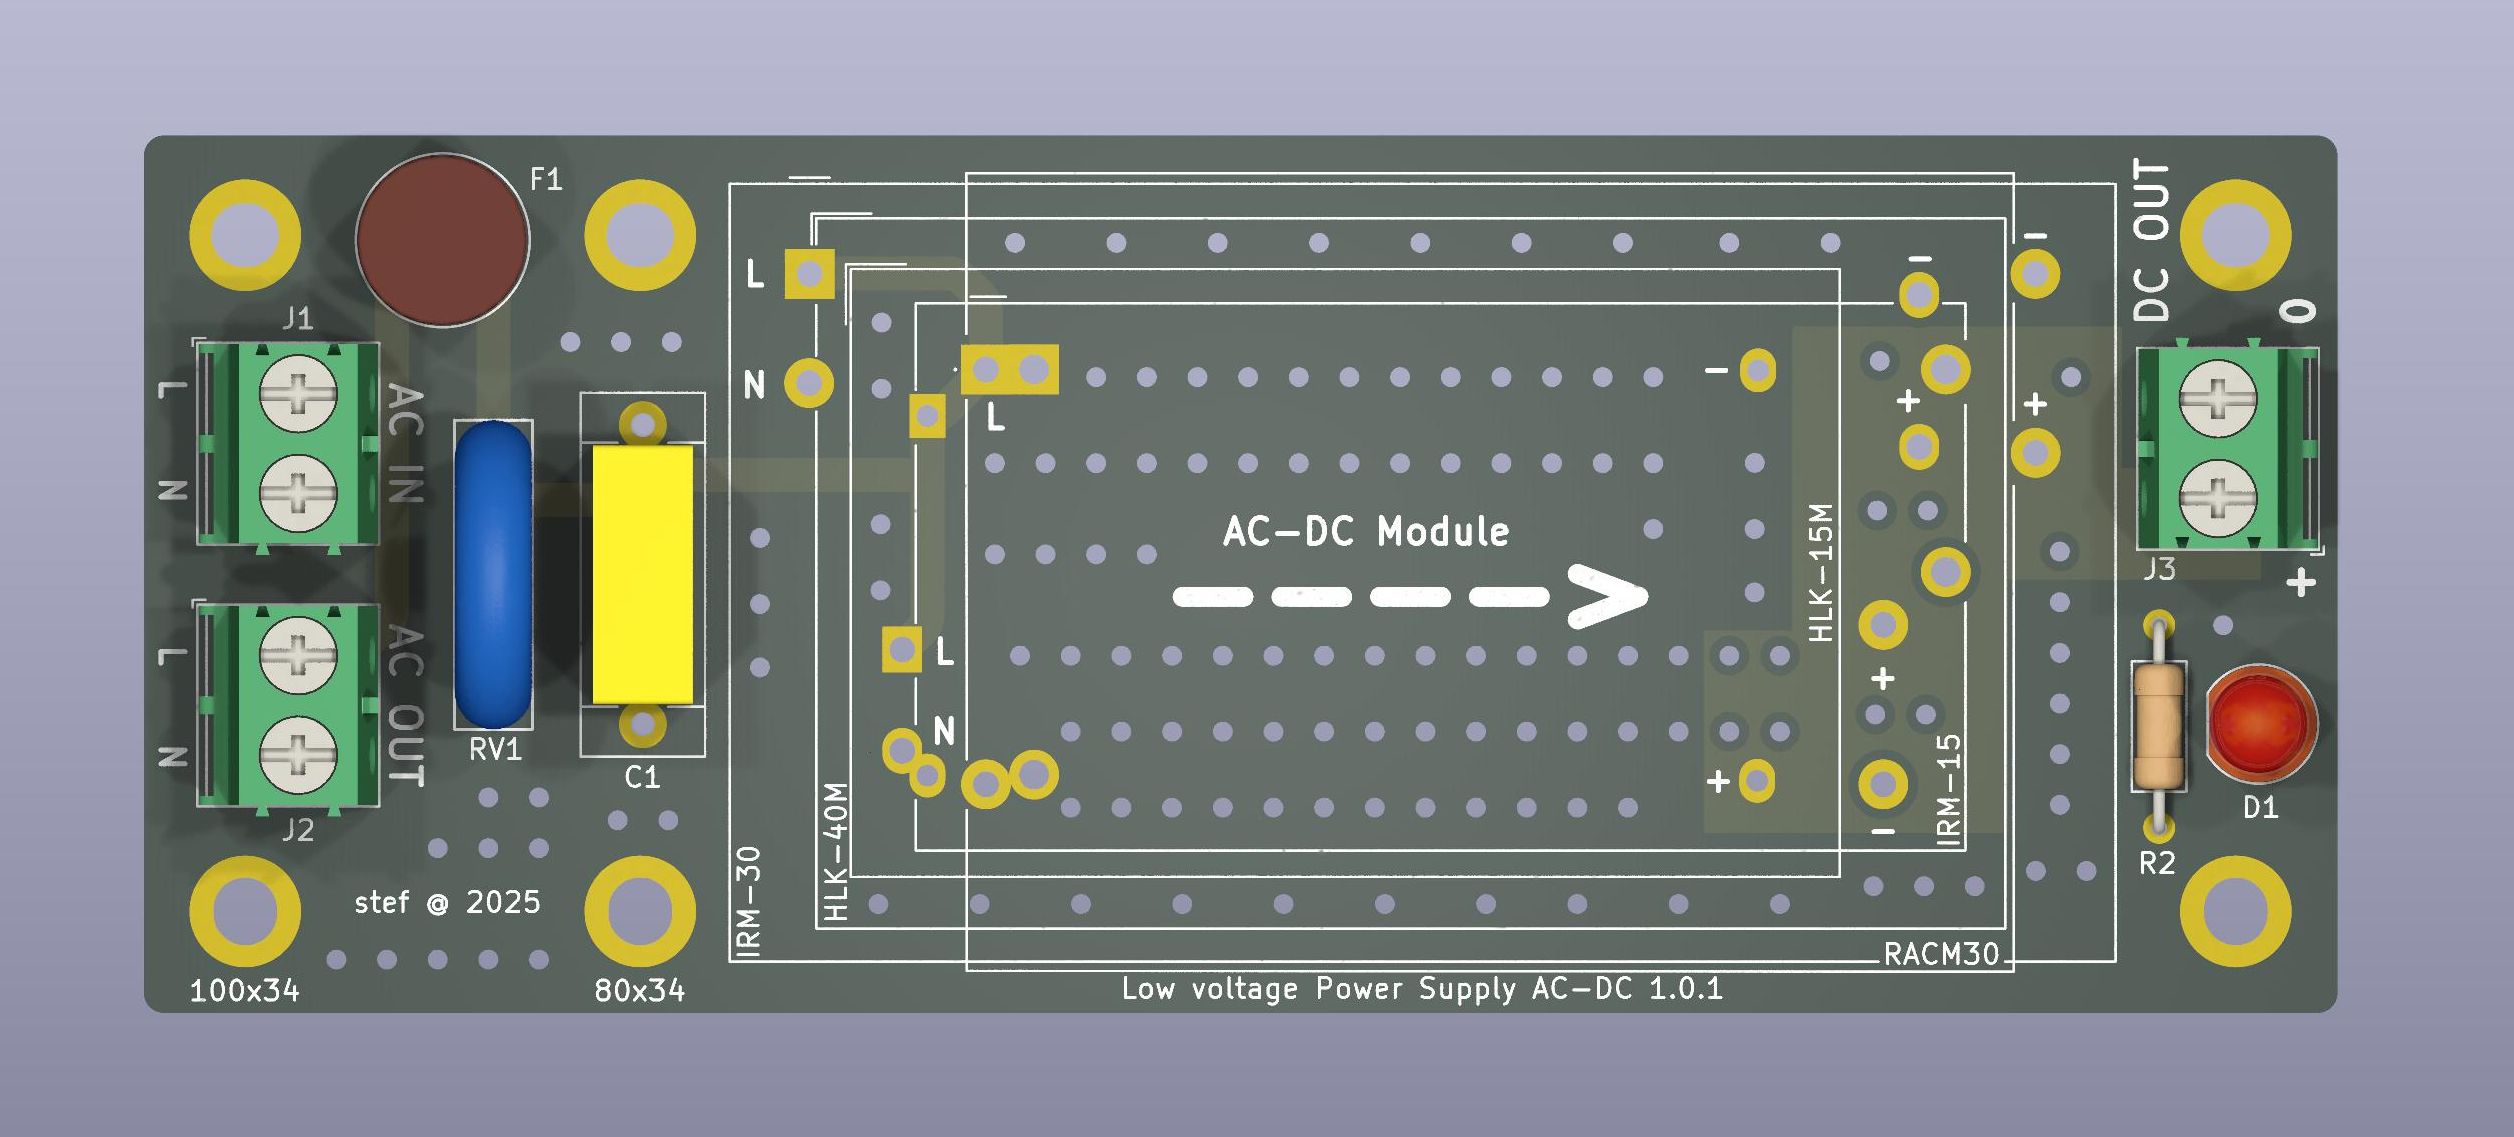 F1
J1
L
N
AC IN
L
N
AC OUT
J2
RV1
C1
stef @ 2025
100x34
80x34
L
N
L
L
N
AC-DC Module
- - - - >
IRM-30
HLK-40M
HLK-15M
IRM-15
RACM30
Low voltage Power Supply AC-DC 1.0.1
-
+
-
+
-
+
+
-
DC OUT
0
J3
+
R2
D1